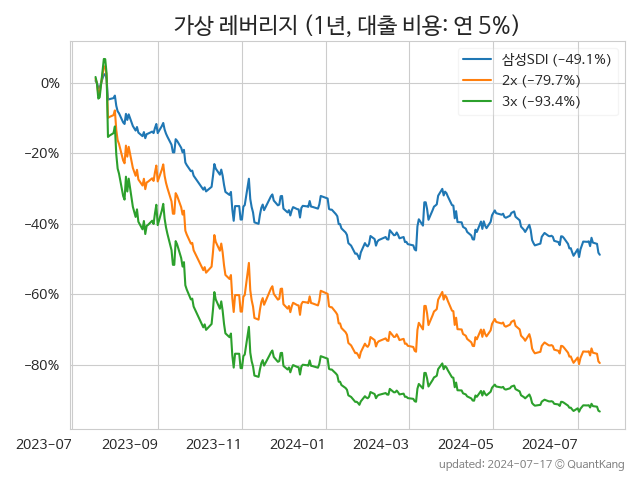 가상 레버리지 (1년, 대출 비용: 연 5%)
삼성SDI (−49.1%)
2x (−79.7%)
3x (−93.4%)
0%
−20%
−40%
−60%
−80%
2023−07 2023−09 2023−11 2024−01 2024−03 2024−05 2024−07
updated: 2024−07−17 © QuantKang